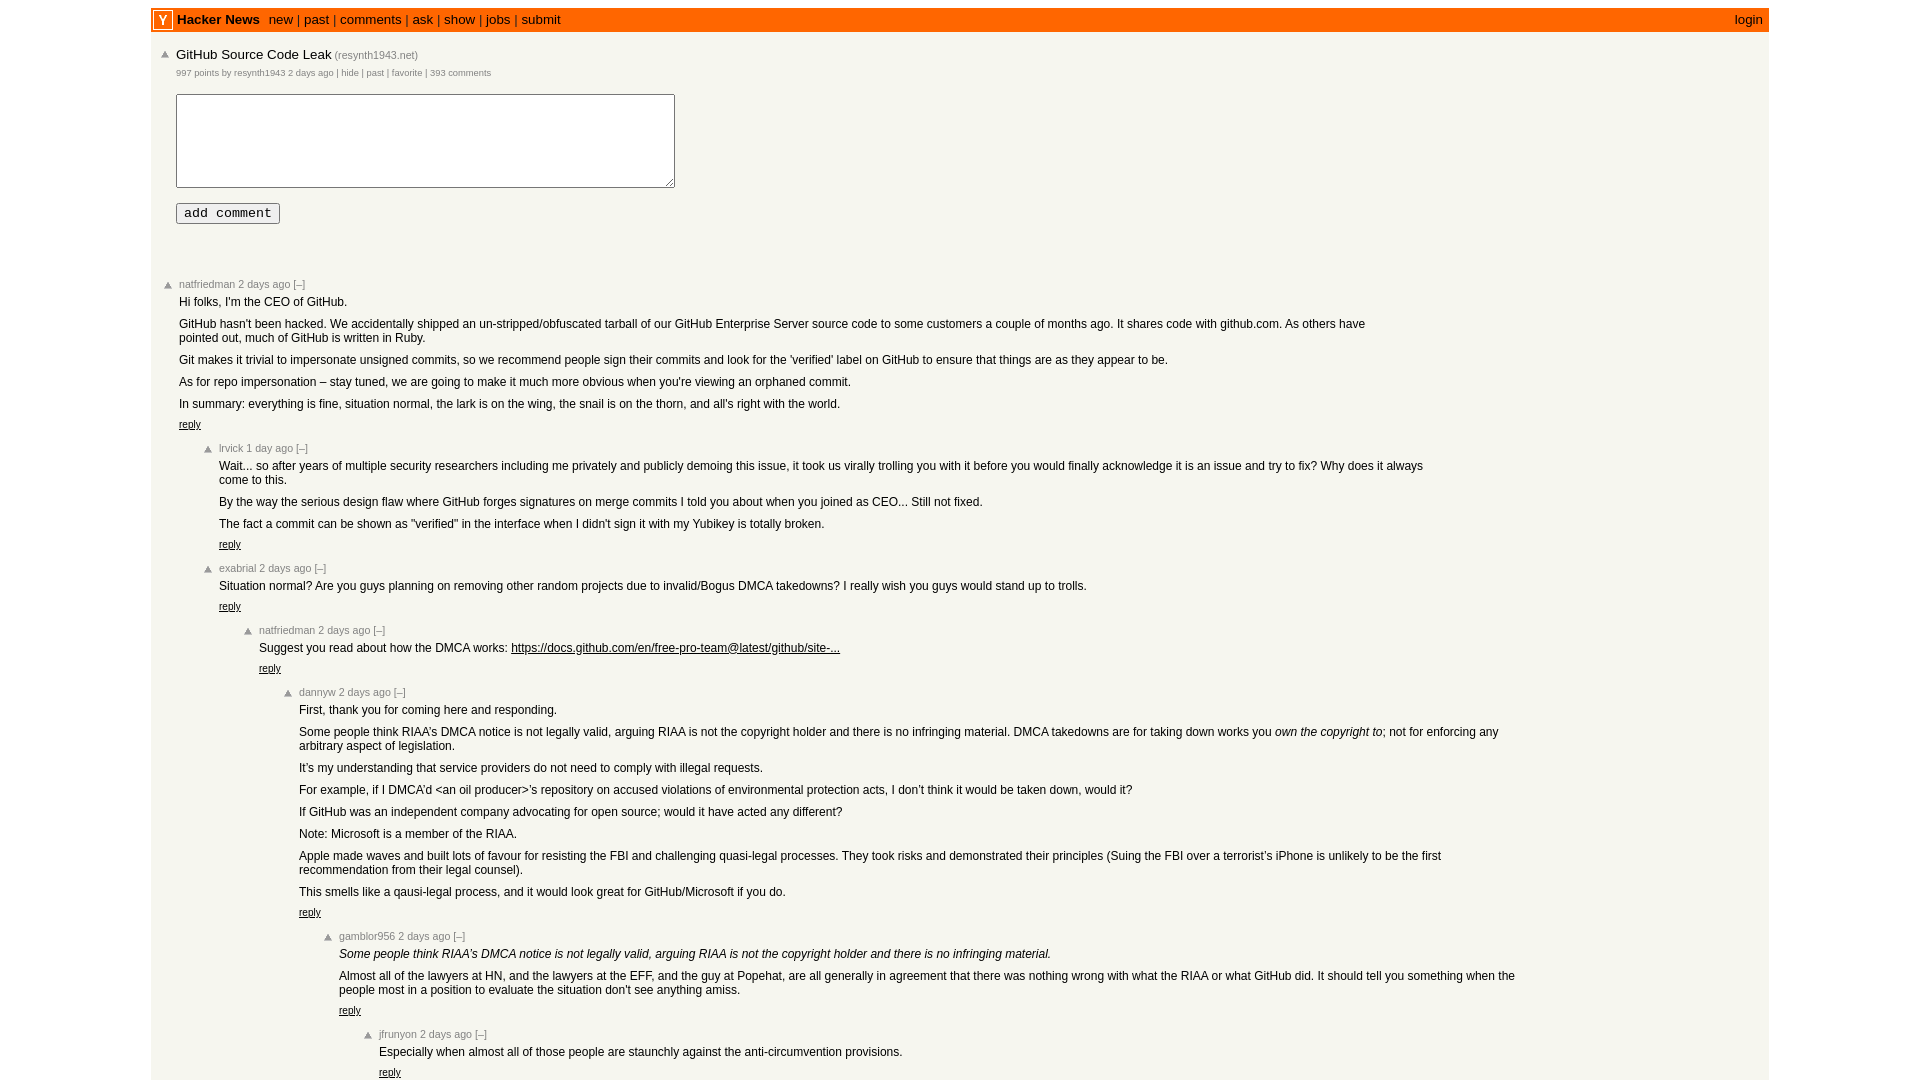 Y Hacker News new | past | comments | ask | show | jobs | submit login
GitHub Source Code Leak (resynth1943.net)
997 points by resynth1943 2 days ago | hide | past | favorite | 393 comments
add comment
natfriedman 2 days ago [–]
Hi folks, I'm the CEO of GitHub.
GitHub hasn't been hacked. We accidentally shipped an un-stripped/obfuscated tarball of our GitHub Enterprise Server source code to some customers a couple of months ago. It shares code with github.com. As others have
pointed out, much of GitHub is written in Ruby.
Git makes it trivial to impersonate unsigned commits, so we recommend people sign their commits and look for the 'verified' label on GitHub to ensure that things are as they appear to be.
As for repo impersonation – stay tuned, we are going to make it much more obvious when you're viewing an orphaned commit.
In summary: everything is fine, situation normal, the lark is on the wing, the snail is on the thorn, and all's right with the world.
reply
lrvick 1 day ago [–]
Wait... so after years of multiple security researchers including me privately and publicly demoing this issue, it took us virally trolling you with it before you would finally acknowledge it is an issue and try to fix? Why does it always
come to this.
By the way the serious design flaw where GitHub forges signatures on merge commits I told you about when you joined as CEO... Still not fixed.
The fact a commit can be shown as "verified" in the interface when I didn't sign it with my Yubikey is totally broken.
reply
exabrial 2 days ago [–]
Situation normal? Are you guys planning on removing other random projects due to invalid/Bogus DMCA takedowns? I really wish you guys would stand up to trolls.
reply
natfriedman 2 days ago [–]
Suggest you read about how the DMCA works: https://docs.github.com/en/free-pro-team@latest/github/site-...
reply
dannyw 2 days ago [–]
First, thank you for coming here and responding.
Some people think RIAA’s DMCA notice is not legally valid, arguing RIAA is not the copyright holder and there is no infringing material. DMCA takedowns are for taking down works you own the copyright to; not for enforcing any
arbitrary aspect of legislation.
It’s my understanding that service providers do not need to comply with illegal requests.
For example, if I DMCA’d <an oil producer>’s repository on accused violations of environmental protection acts, I don’t think it would be taken down, would it?
If GitHub was an independent company advocating for open source; would it have acted any different?
Note: Microsoft is a member of the RIAA.
Apple made waves and built lots of favour for resisting the FBI and challenging quasi-legal processes. They took risks and demonstrated their principles (Suing the FBI over a terrorist’s iPhone is unlikely to be the first
recommendation from their legal counsel).
This smells like a qausi-legal process, and it would look great for GitHub/Microsoft if you do.
reply
gamblor956 2 days ago [–]
Some people think RIAA’s DMCA notice is not legally valid, arguing RIAA is not the copyright holder and there is no infringing material.
Almost all of the lawyers at HN, and the lawyers at the EFF, and the guy at Popehat, are all generally in agreement that there was nothing wrong with what the RIAA or what GitHub did. It should tell you something when the
people most in a position to evaluate the situation don't see anything amiss.
reply
jfrunyon 2 days ago [–]
Especially when almost all of those people are staunchly against the anti-circumvention provisions.
reply